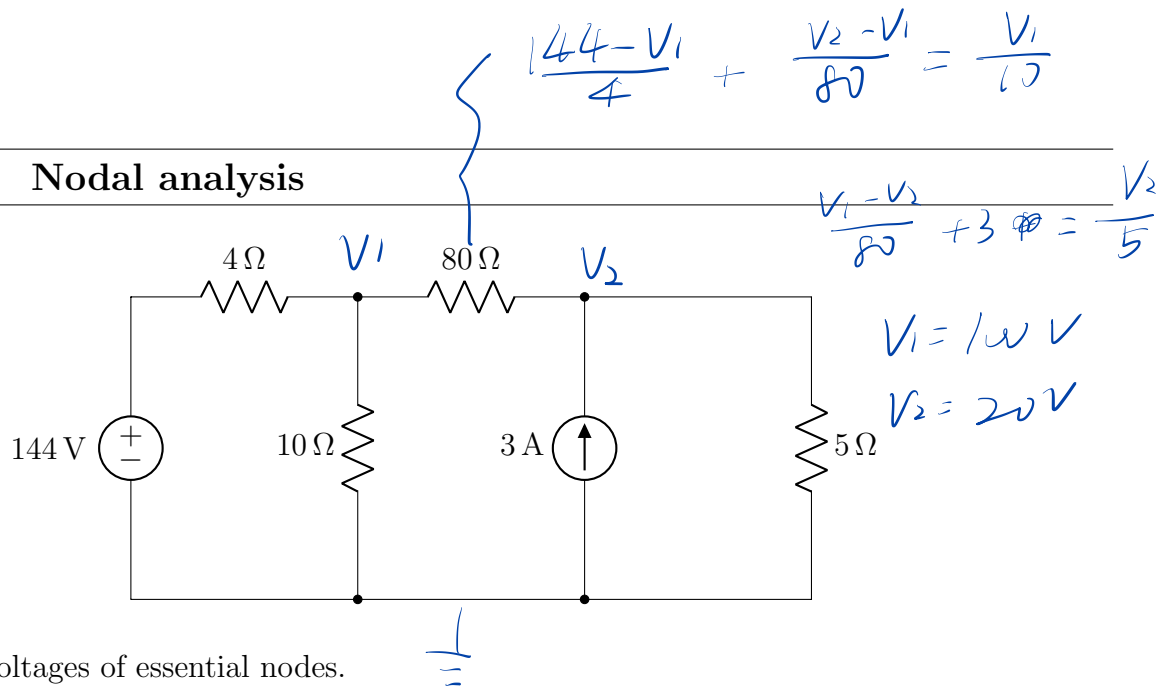 (144-V1)/4 + (V2-V1)/80 = V1/10
Nodal analysis
(V1-V2)/80 + 3 = V2/5
4 Ω V1 80 Ω V2
V1 = 100 V
V2 = 20 V
144 V + − 10 Ω 3 A 5 Ω
oltages of essential nodes.